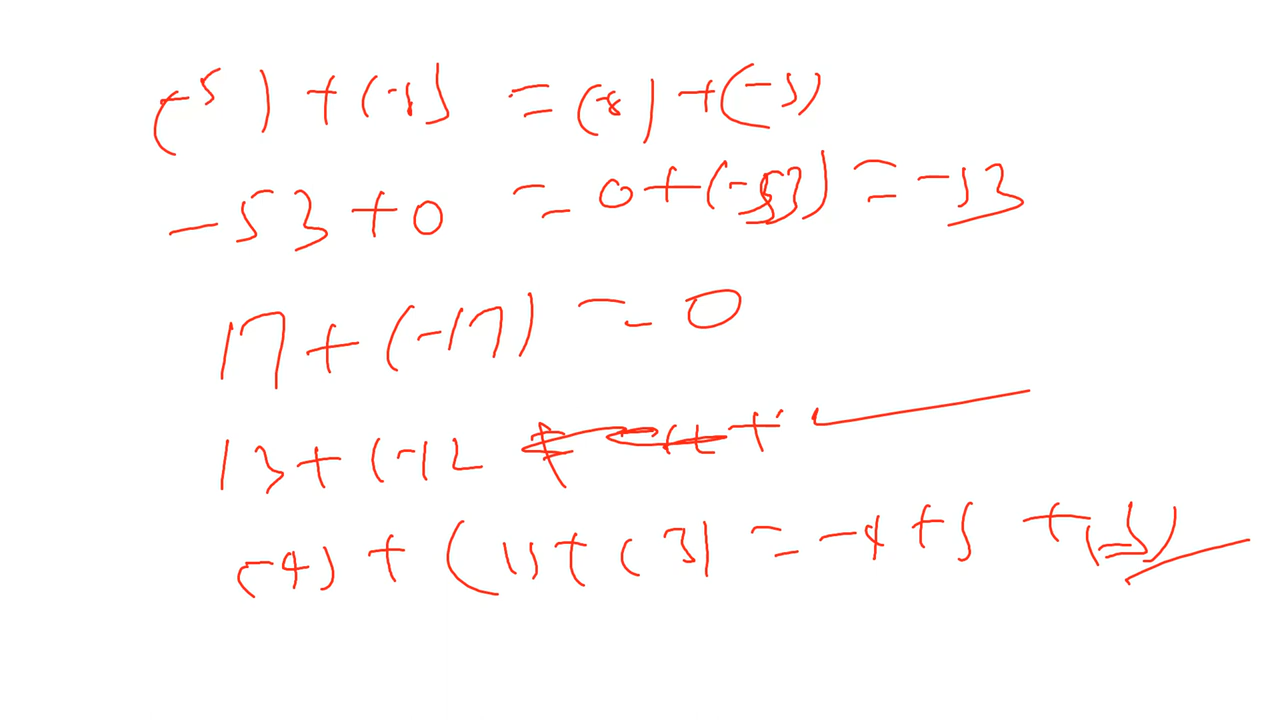 (-5) + (-8) = (-8) + (-5)
-53 + 0 = 0 + (-53) = -53
17 + (-17) = 0
13 + (-12 +
(-4) + (15 + ( 3) = -4 + 5 + (-3)